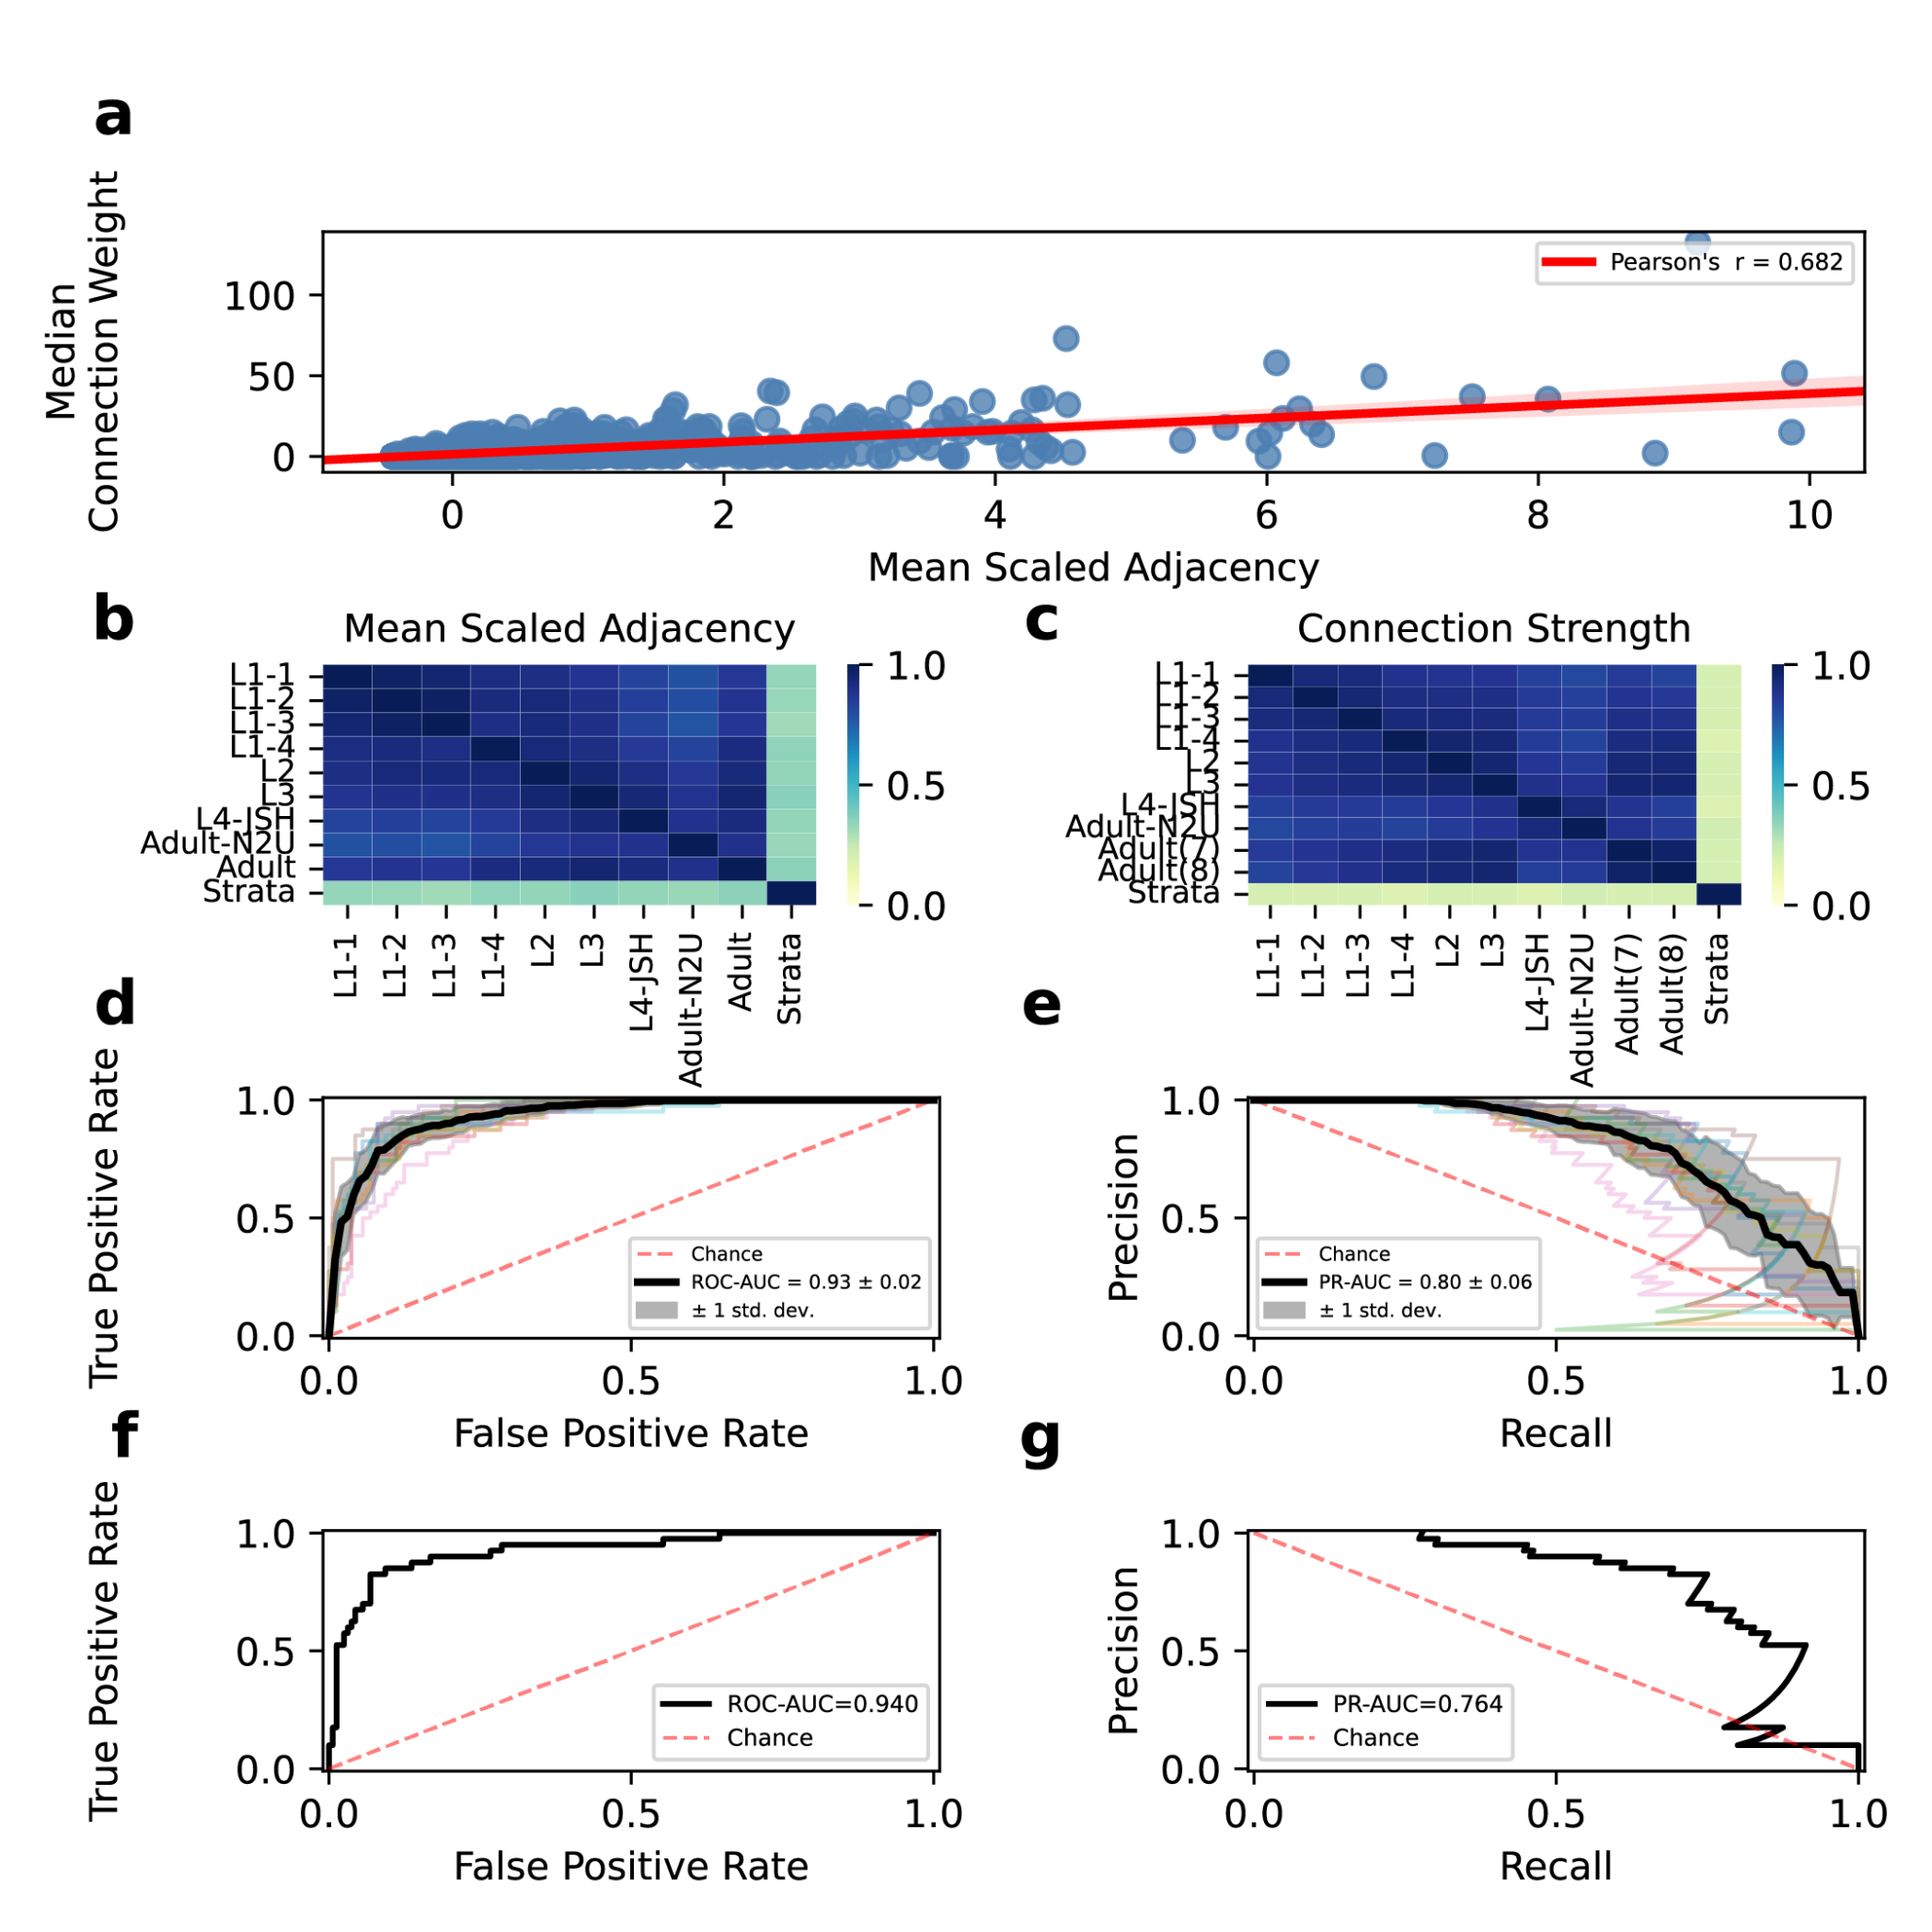 a
Median
Connection Weight
100
50
0
Pearson's r = 0.682
0 2 4 6 8 10
Mean Scaled Adjacency
b
Mean Scaled Adjacency
L1-1
L1-2
L1-3
L1-4
L2
L3
L4-JSH
Adult-N2U
Adult
Strata
1.0
0.5
0.0
L1-1 L1-2 L1-3 L1-4 L2 L3 L4-JSH Adult-N2U Adult Strata
c
Connection Strength
L1-1
L1-2
L1-3
L1-4
L2
L3
L4-JSH
Adult-N2U
Adult(7)
Adult(8)
Strata
1.0
0.5
0.0
L1-1 L1-2 L1-3 L1-4 L2 L3 L4-JSH Adult-N2U Adult(7) Adult(8) Strata
d
True Positive Rate
1.0
0.5
0.0
Chance
ROC-AUC = 0.93 ± 0.02
± 1 std. dev.
0.0 0.5 1.0
False Positive Rate
e
Precision
1.0
0.5
0.0
Chance
PR-AUC = 0.80 ± 0.06
± 1 std. dev.
0.0 0.5 1.0
Recall
f
True Positive Rate
1.0
0.5
0.0
ROC-AUC=0.940
Chance
0.0 0.5 1.0
False Positive Rate
g
Precision
1.0
0.5
0.0
PR-AUC=0.764
Chance
0.0 0.5 1.0
Recall